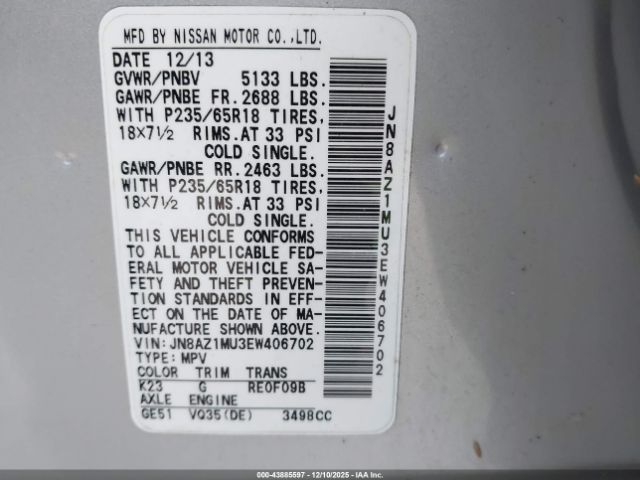 MFD BY NISSAN MOTOR CO.,LTD.
DATE 12/13
GVWR/PNBV 5133 LBS.
GAWR/PNBE FR. 2688 LBS.
WITH P235/65R18 TIRES,
18×7½ RIMS. AT 33 PSI
COLD SINGLE.
GAWR/PNBE RR. 2463 LBS.
WITH P235/65R18 TIRES,
18×7½ RIMS. AT 33 PSI
COLD SINGLE.
THIS VEHICLE CONFORMS
TO ALL APPLICABLE FED-
ERAL MOTOR VEHICLE SA-
FETY AND THEFT PREVEN-
TION STANDARDS IN EFF-
ECT ON THE DATE OF MA-
NUFACTURE SHOWN ABOVE.
VIN: JN8AZ1MU3EW406702
TYPE: MPV
COLOR TRIM TRANS
K23 G RE0F09B
AXLE ENGINE
GE51 VQ35(DE) 3498CC
JN8AZ1MU3EW406702
000-43885597 - 12/10/2025 - IAAI.COM